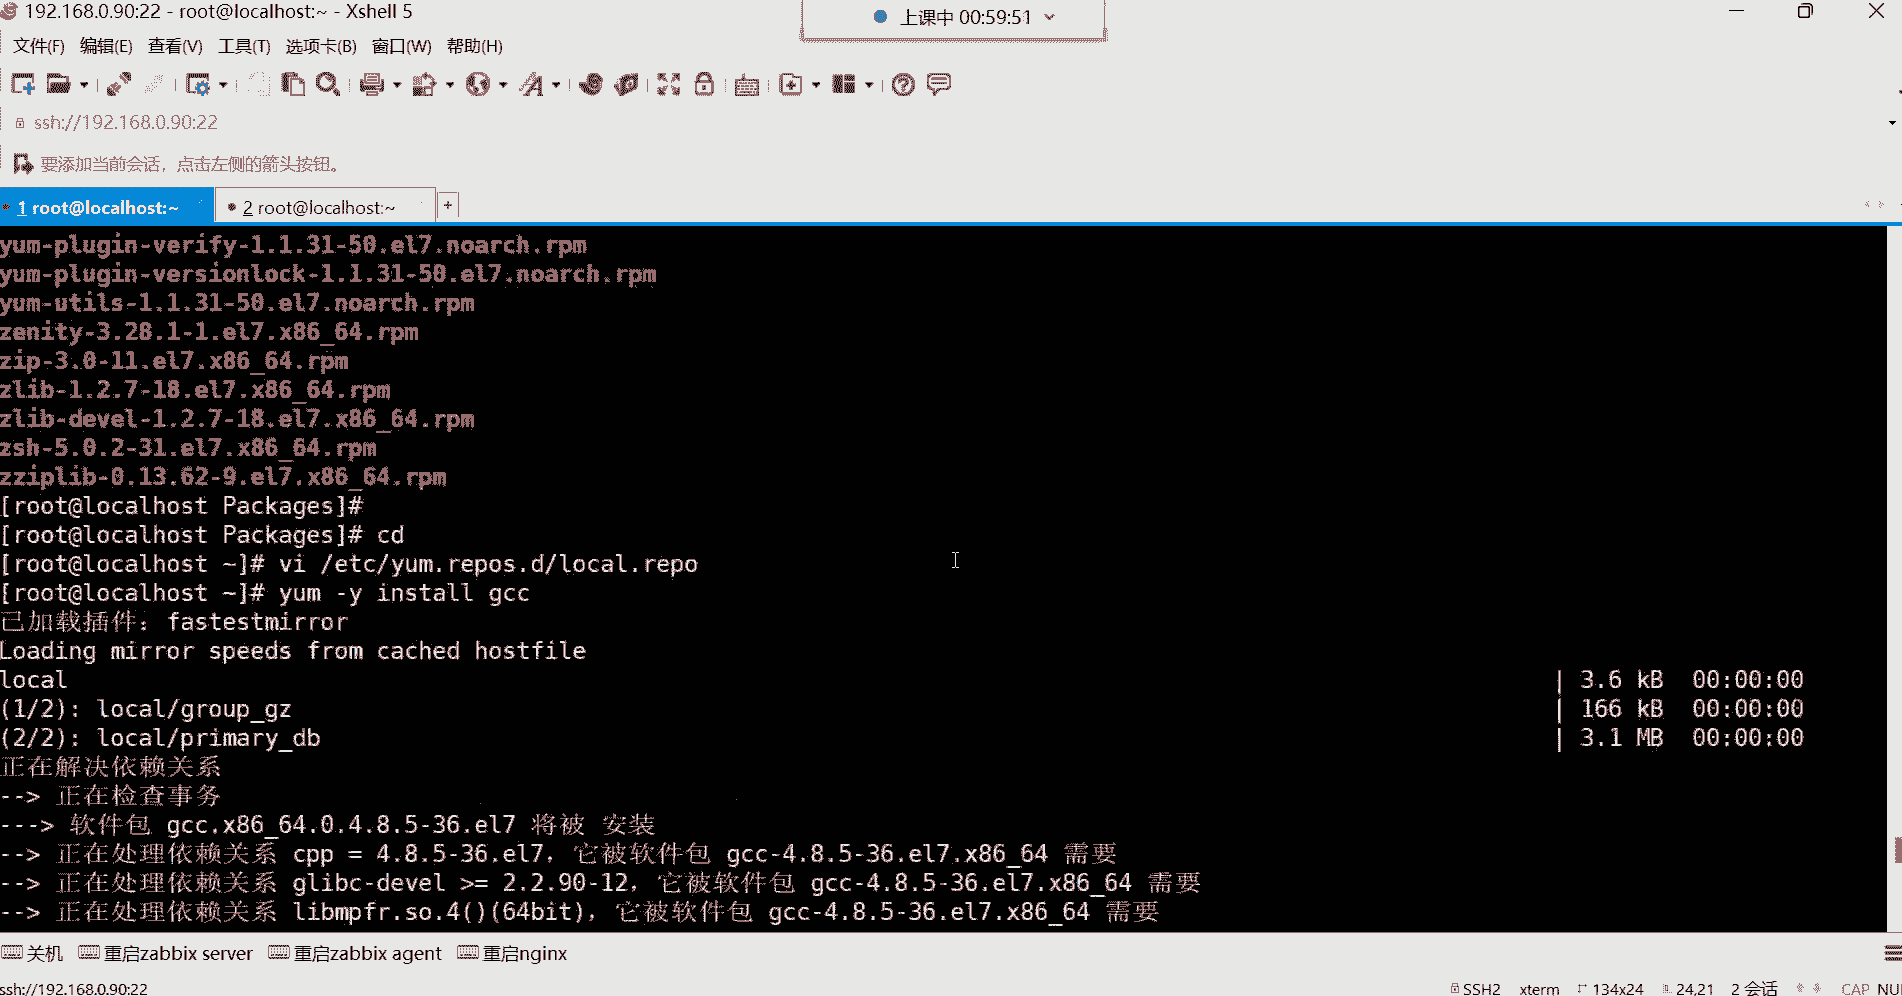 192.168.0.90:22 - root@localhost:~ - Xshell 5
上课中 00:59:51
文件(F) 编辑(E) 查看(V) 工具(T) 选项卡(B) 窗口(W) 帮助(H)
ssh://192.168.0.90:22
要添加当前会话，点击左侧的箭头按钮。
1 root@localhost:~ 2 root@localhost:~ +
yum-plugin-verify-1.1.31-50.el7.noarch.rpm
yum-plugin-versionlock-1.1.31-50.el7.noarch.rpm
yum-utils-1.1.31-50.el7.noarch.rpm
zenity-3.28.1-1.el7.x86_64.rpm
zip-3.0-11.el7.x86_64.rpm
zlib-1.2.7-18.el7.x86_64.rpm
zlib-devel-1.2.7-18.el7.x86_64.rpm
zsh-5.0.2-31.el7.x86_64.rpm
zziplib-0.13.62-9.el7.x86_64.rpm
[root@localhost Packages]#
[root@localhost Packages]# cd
[root@localhost ~]# vi /etc/yum.repos.d/local.repo
[root@localhost ~]# yum -y install gcc
已加载插件：fastestmirror
Loading mirror speeds from cached hostfile
local | 3.6 kB 00:00:00
(1/2): local/group_gz | 166 kB 00:00:00
(2/2): local/primary_db | 3.1 MB 00:00:00
正在解决依赖关系
--> 正在检查事务
---> 软件包 gcc.x86_64.0.4.8.5-36.el7 将被 安装
--> 正在处理依赖关系 cpp = 4.8.5-36.el7，它被软件包 gcc-4.8.5-36.el7.x86_64 需要
--> 正在处理依赖关系 glibc-devel >= 2.2.90-12，它被软件包 gcc-4.8.5-36.el7.x86_64 需要
--> 正在处理依赖关系 libmpfr.so.4()(64bit)，它被软件包 gcc-4.8.5-36.el7.x86_64 需要
关机 重启zabbix server 重启zabbix agent 重启nginx
ssh://192.168.0.90:22 SSH2 xterm 134x24 24,21 2 会话 CAP NU